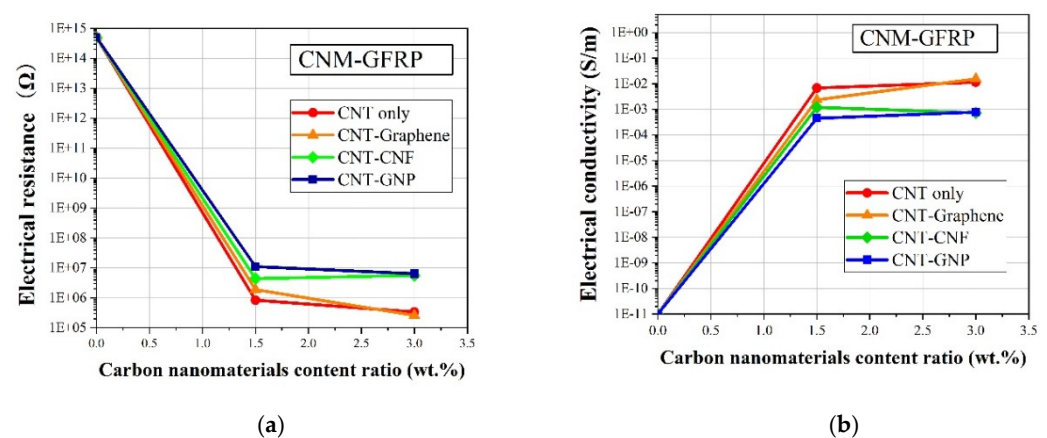 1E+15
1E+14
1E+13
1E+12
1E+11
1E+10
1E+09
1E+08
1E+07
1E+06
1E+05
Electrical resistance (Ω)
CNM-GFRP
CNT only
CNT-Graphene
CNT-CNF
CNT-GNP
0.0 0.5 1.0 1.5 2.0 2.5 3.0 3.5
Carbon nanomaterials content ratio (wt.%)
(a)
1E+00
1E-01
1E-02
1E-03
1E-04
1E-05
1E-06
1E-07
1E-08
1E-09
1E-10
1E-11
Electrical conductivity (S/m)
CNM-GFRP
CNT only
CNT-Graphene
CNT-CNF
CNT-GNP
0.0 0.5 1.0 1.5 2.0 2.5 3.0 3.5
Carbon nanomaterials content ratio (wt.%)
(b)